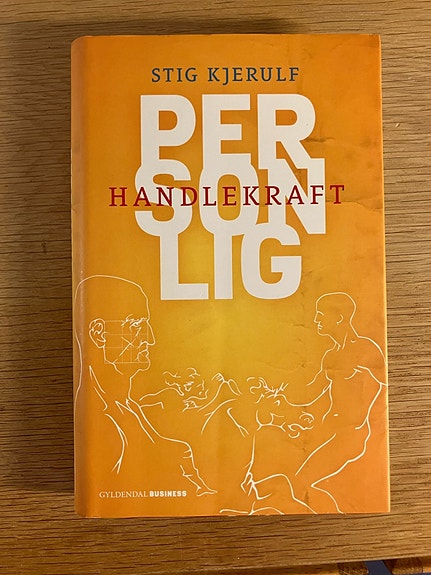 STIG KJERULF
PER
SON
LIG
HANDLEKRAFT
GYLDENDAL BUSINESS